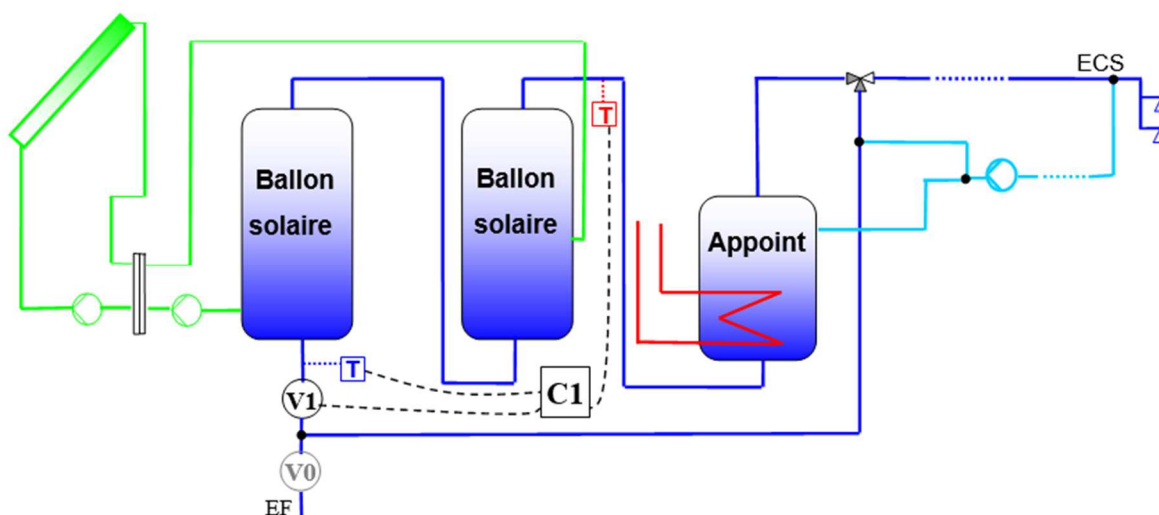 ECS
T
Ballon
solaire
Ballon
solaire
Appoint
T
C1
V1
V0
EF